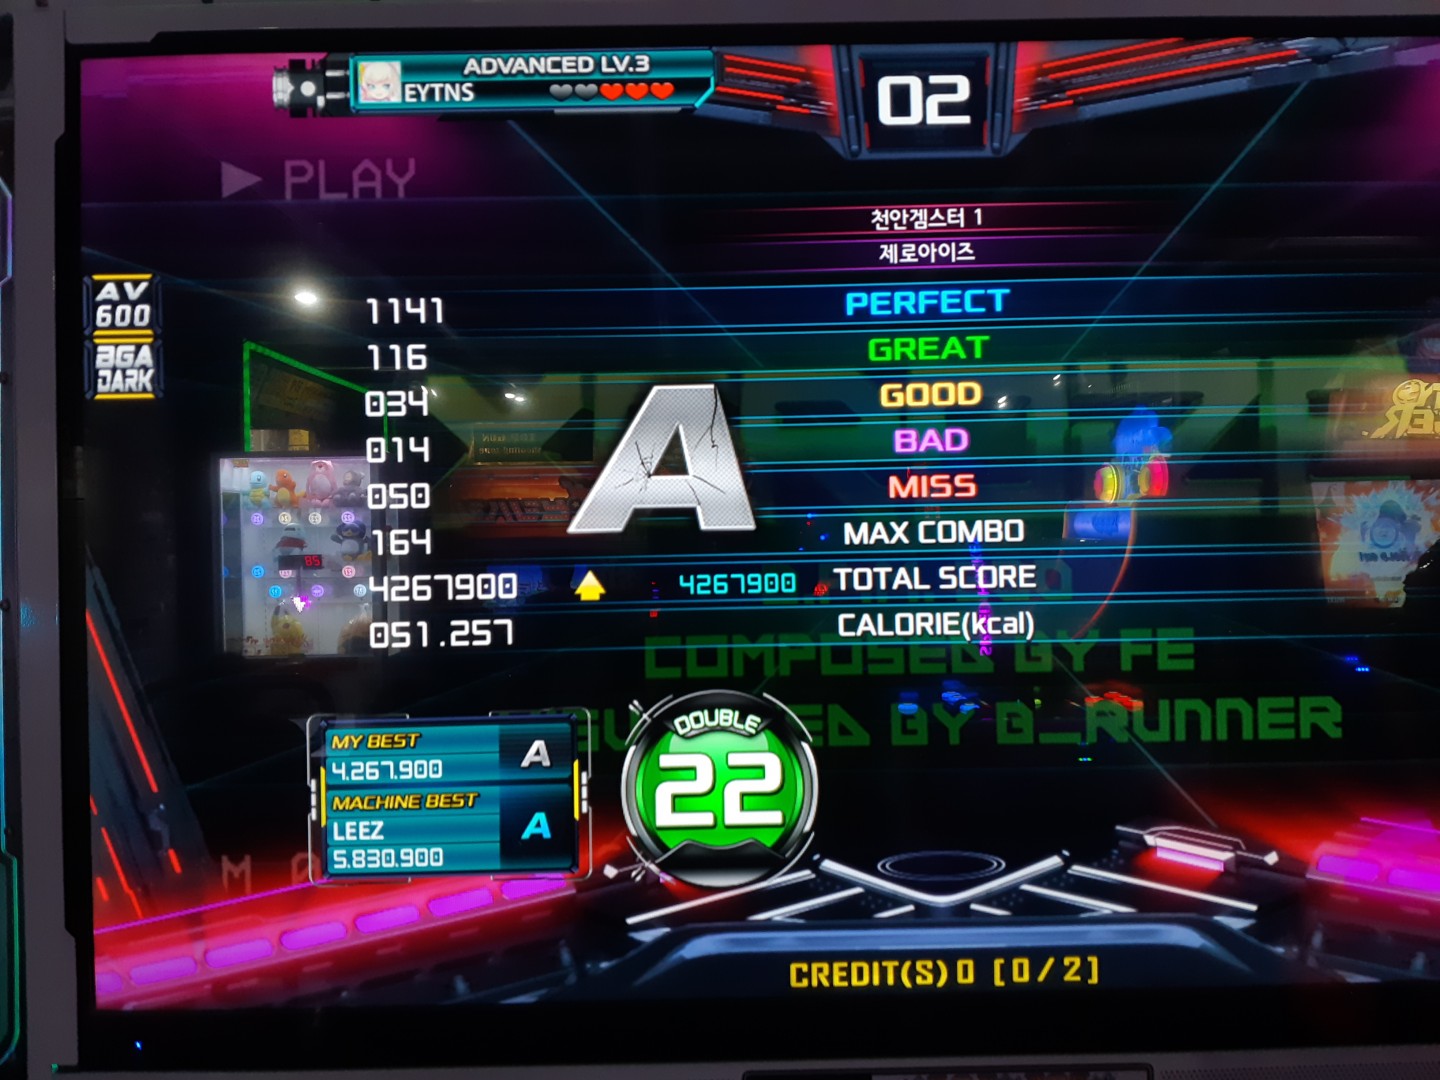 ADVANCED LV.3
EYTNS
02
PLAY
천안겜스터 1
제로아이즈
AV
600
BGA
DARK
1141 PERFECT
116 GREAT
034 GOOD
014 BAD
050 MISS
164 MAX COMBO
4267900 4267900 TOTAL SCORE
051.257 CALORIE(kcal)
A
85
COMPOSED BY FE
BY B_RUNNER
MY BEST
4.267.900
A
MACHINE BEST
LEEZ
5.830.900
A
DOUBLE
22
CREDIT(S) 0 [0/2]